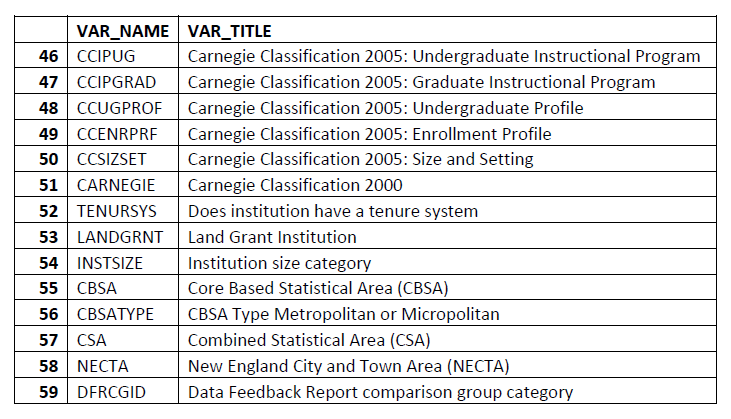 VAR_NAME VAR_TITLE
46 CCIPUG Carnegie Classification 2005: Undergraduate Instructional Program
47 CCIPGRAD Carnegie Classification 2005: Graduate Instructional Program
48 CCUGPROF Carnegie Classification 2005: Undergraduate Profile
49 CCENRPRF Carnegie Classification 2005: Enrollment Profile
50 CCSIZSET Carnegie Classification 2005: Size and Setting
51 CARNEGIE Carnegie Classification 2000
52 TENURSYS Does institution have a tenure system
53 LANDGRNT Land Grant Institution
54 INSTSIZE Institution size category
55 CBSA Core Based Statistical Area (CBSA)
56 CBSATYPE CBSA Type Metropolitan or Micropolitan
57 CSA Combined Statistical Area (CSA)
58 NECTA New England City and Town Area (NECTA)
59 DFRCGID Data Feedback Report comparison group category